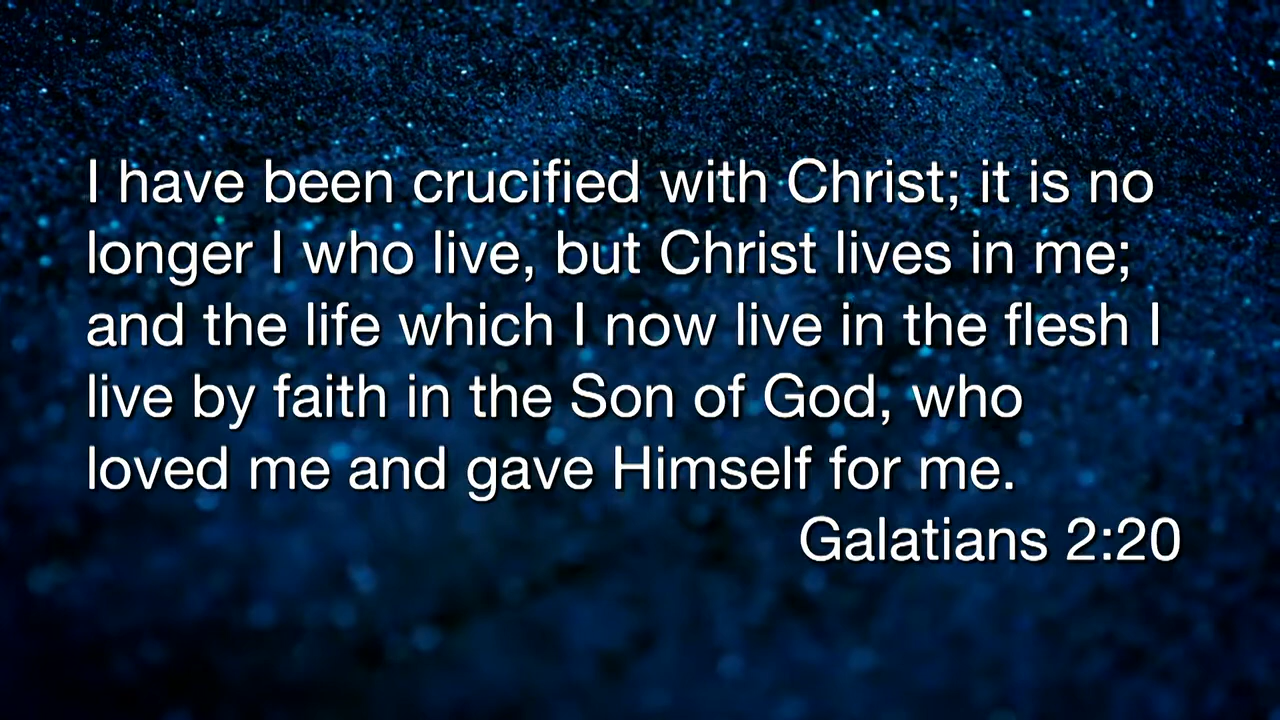 I have been crucified with Christ; it is no
longer I who live, but Christ lives in me;
and the life which I now live in the flesh I
live by faith in the Son of God, who
loved me and gave Himself for me.
Galatians 2:20